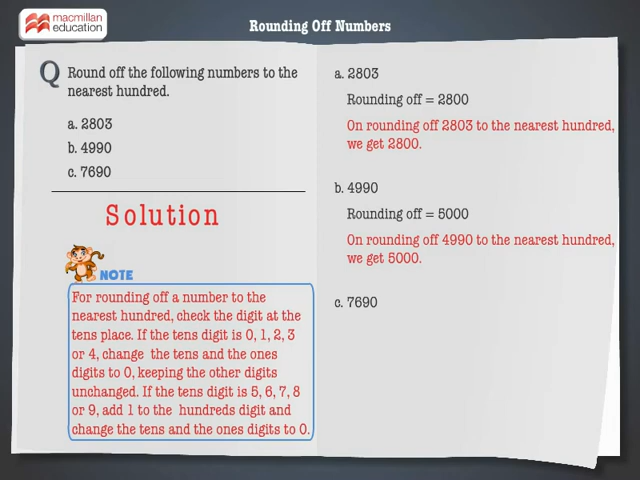 macmillan
education
Rounding Off Numbers
Q Round off the following numbers to the
nearest hundred.
a. 2803
b. 4990
c. 7690
Solution
NOTE
For rounding off a number to the
nearest hundred, check the digit at the
tens place. If the tens digit is 0, 1, 2, 3
or 4, change the tens and the ones
digits to 0, keeping the other digits
unchanged. If the tens digit is 5, 6, 7, 8
or 9, add 1 to the hundreds digit and
change the tens and the ones digits to 0.
a. 2803
Rounding off = 2800
On rounding off 2803 to the nearest hundred,
we get 2800.
b. 4990
Rounding off = 5000
On rounding off 4990 to the nearest hundred,
we get 5000.
c. 7690